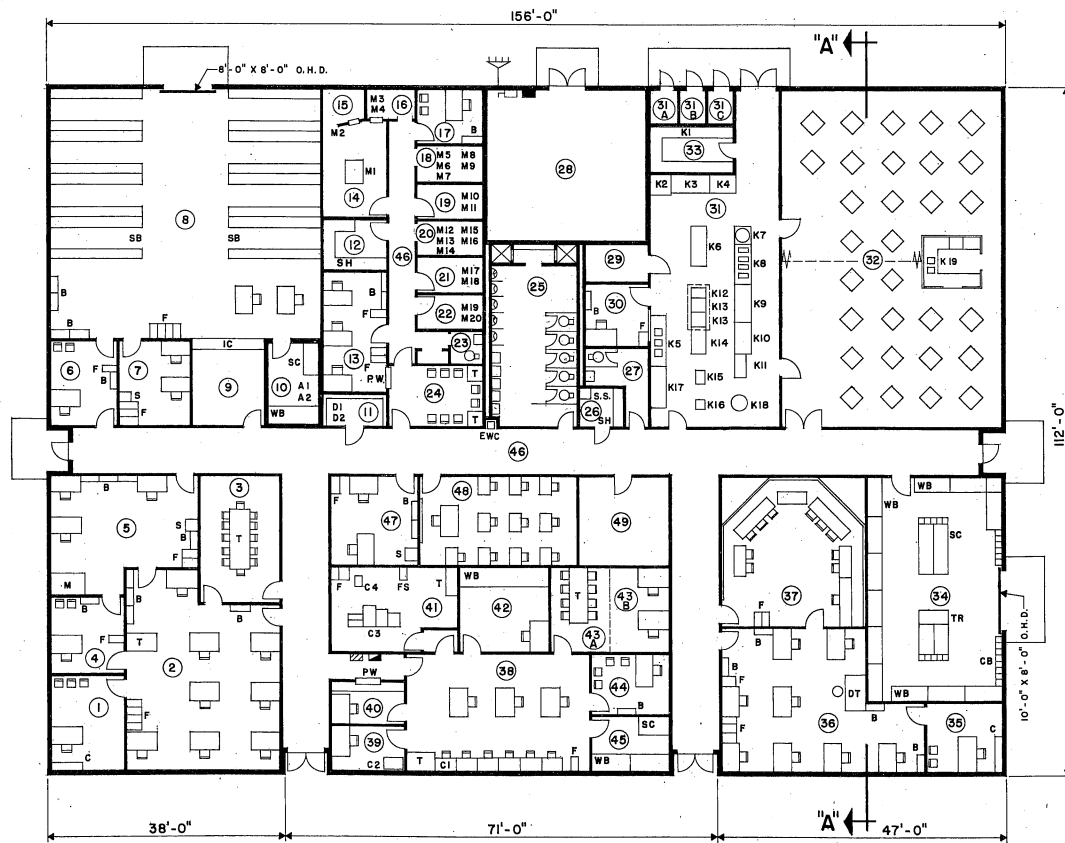 156'-0"
"A"
8'-0" X 8'-0" O.H.D.
15
M3
M4
16
M2
17
B
31
A
31
B
31
C
K1
33
18
M5
M8
M6
M9
M7
M1
14
19
M10
M11
28
K2
K3
K4
31
8
SB
SB
12
SH
20
M12
M15
M13
M16
M14
46
K6
K7
K8
32
K19
21
M17
M18
25
29
B
F
22
M19
M20
30
B
F
K12
K13
K13
K9
B
F
23
K5
K14
K10
6
F
B
7
S
F
IC
9
SC
10
A1
A2
WB
13
F
P.W.
24
T
T
27
K17
K15
K11
K16
K18
D1
D2
11
26
S.S.
SH
EWC
46
112'-0"
B
3
5
S
T
B
F
M
F
B
47
S
48
49
WB
SC
34
TR
CB
10'-0" X 8'-0" O.H.D.
WB
B
F
4
B
T
2
B
F
1
C
F
C4
FS
T
41
C3
WB
42
T
43
B
43
A
37
F
PW
38
44
B
40
39
C2
T
C1
F
45
SC
WB
B
B
F
DT
B
36
B
35
C
38'-0"
71'-0"
"A"
47'-0"